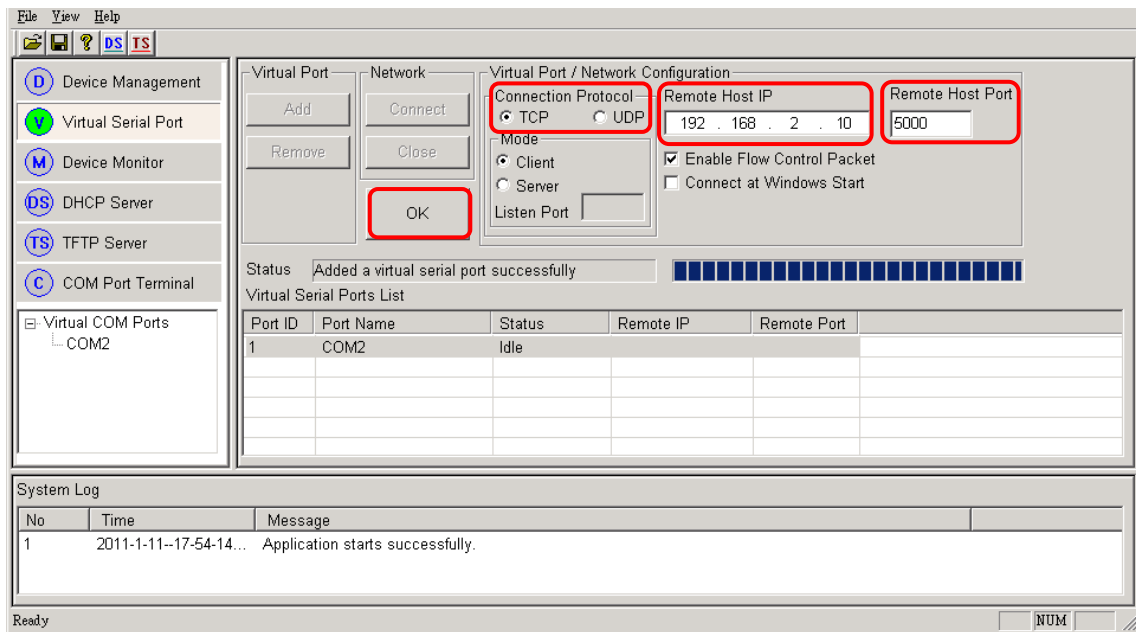 File View Help
DS TS
D Device Management
V Virtual Serial Port
M Device Monitor
DS DHCP Server
TS TFTP Server
C COM Port Terminal
Virtual COM Ports
COM2
Virtual Port
Add
Remove
Network
Connect
Close
OK
Virtual Port / Network Configuration
Connection Protocol
TCP UDP
Mode
Client
Server
Listen Port
Remote Host IP
192 . 168 . 2 . 10
Remote Host Port
5000
Enable Flow Control Packet
Connect at Windows Start
Status Added a virtual serial port successfully
Virtual Serial Ports List
Port ID Port Name Status Remote IP Remote Port
1 COM2 Idle
System Log
No Time Message
1 2011-1-11--17-54-14... Application starts successfully.
Ready NUM